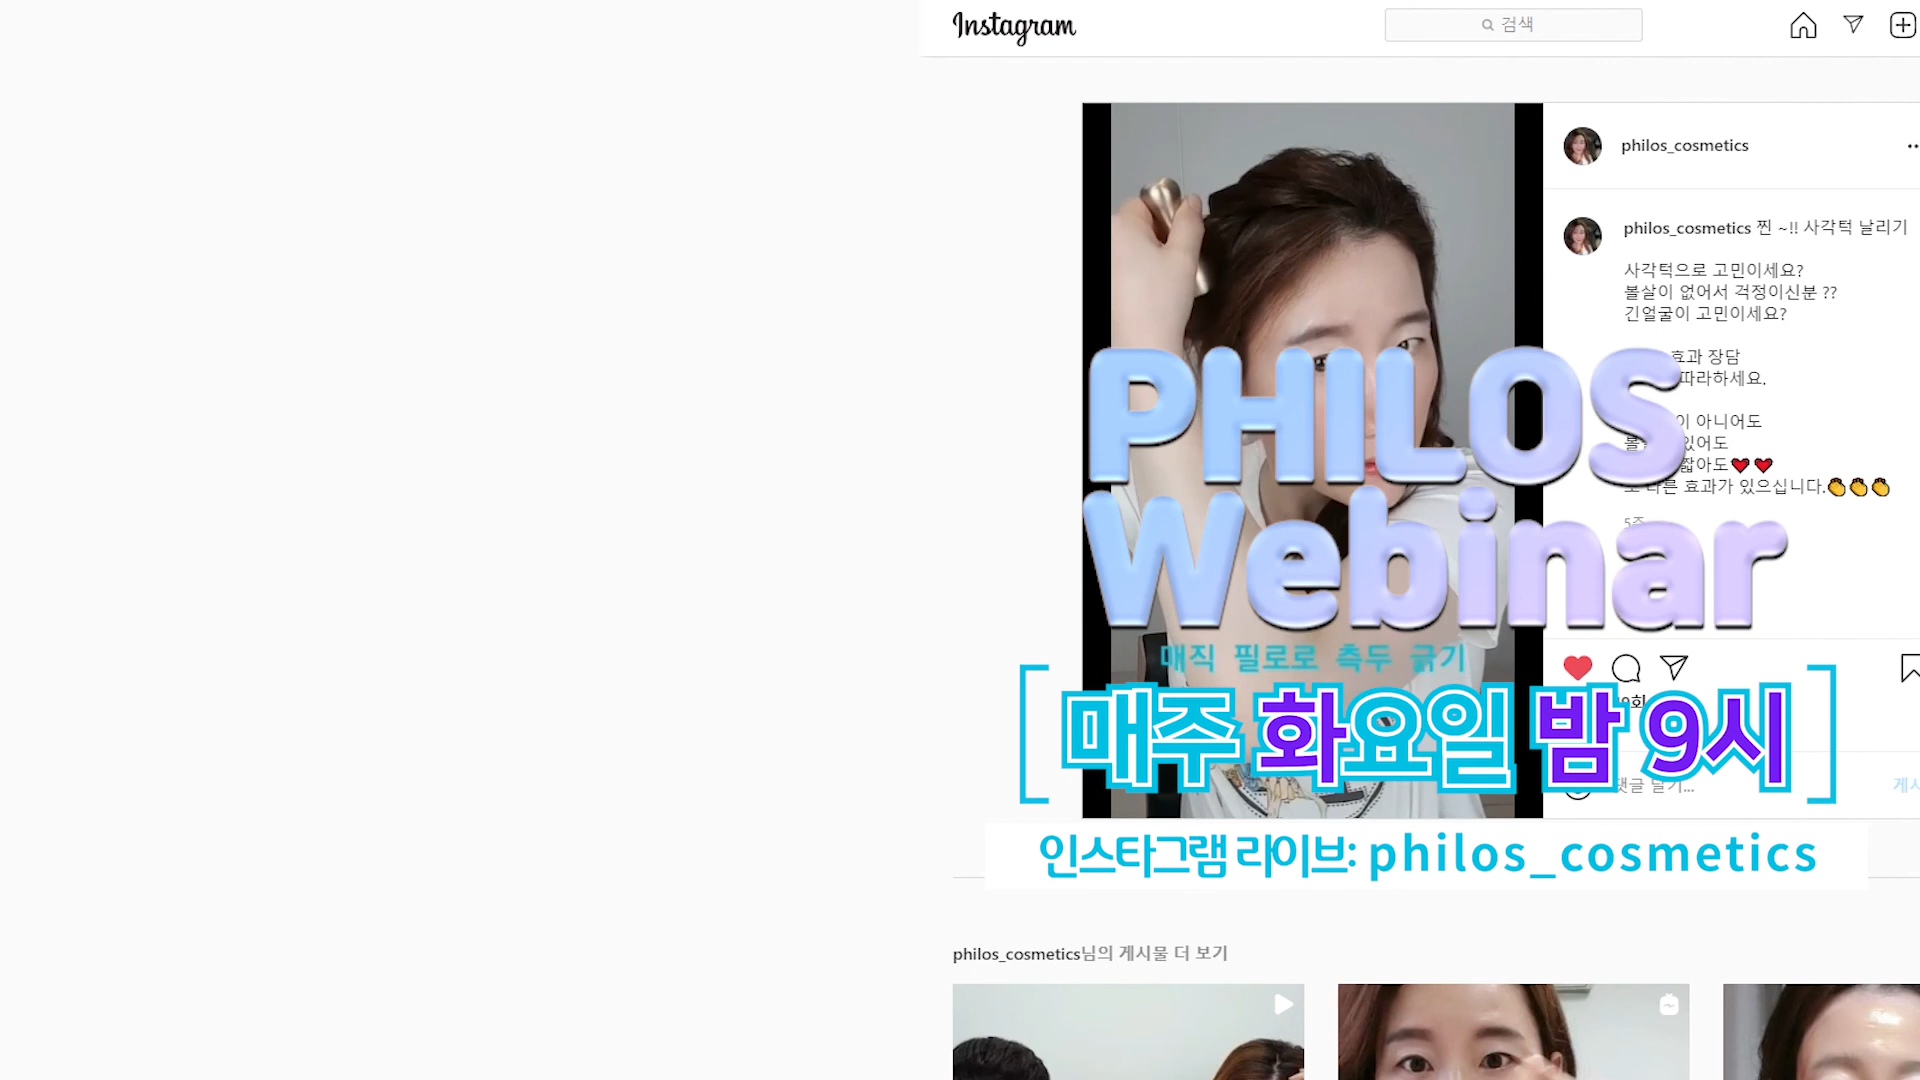 Instagram
검색
philos_cosmetics
philos_cosmetics 찐 ~!! 사각턱 날리기
사각턱으로 고민이세요?
볼살이 없어서 걱정이신분 ??
긴얼굴이 고민이세요?
효과 장담
따라하세요.
아니어도
있어도
짧아도❤❤
다른 효과가 있으십니다.👏👏👏
PHILOS
Webinar
매직 필로로 측두 긁기
[매주 화요일 밤 9시]
댓글 달기...
인스타그램 라이브: philos_cosmetics
philos_cosmetics님의 게시물 더 보기